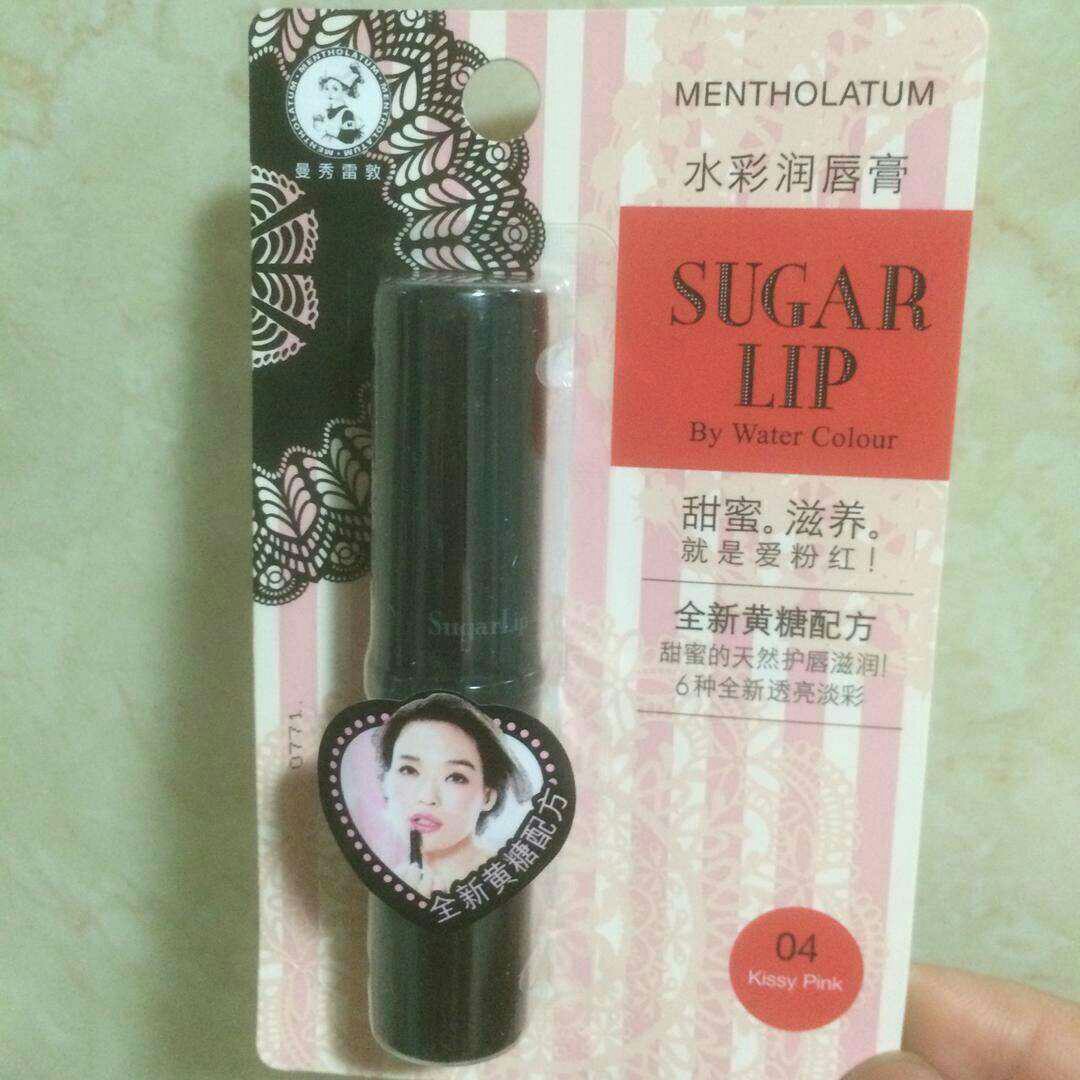 MENTHOLATUM · MENTHOLATUM · MENTHOLATUM ·
曼秀雷敦
MENTHOLATUM
水彩润唇膏
SUGAR
LIP
By Water Colour
甜蜜。滋养。
就是爱粉红！
全新黄糖配方
甜蜜的天然护唇滋润!
6种全新透亮淡彩
SugarLip
0771.
全新黄糖配方
04
Kissy Pink